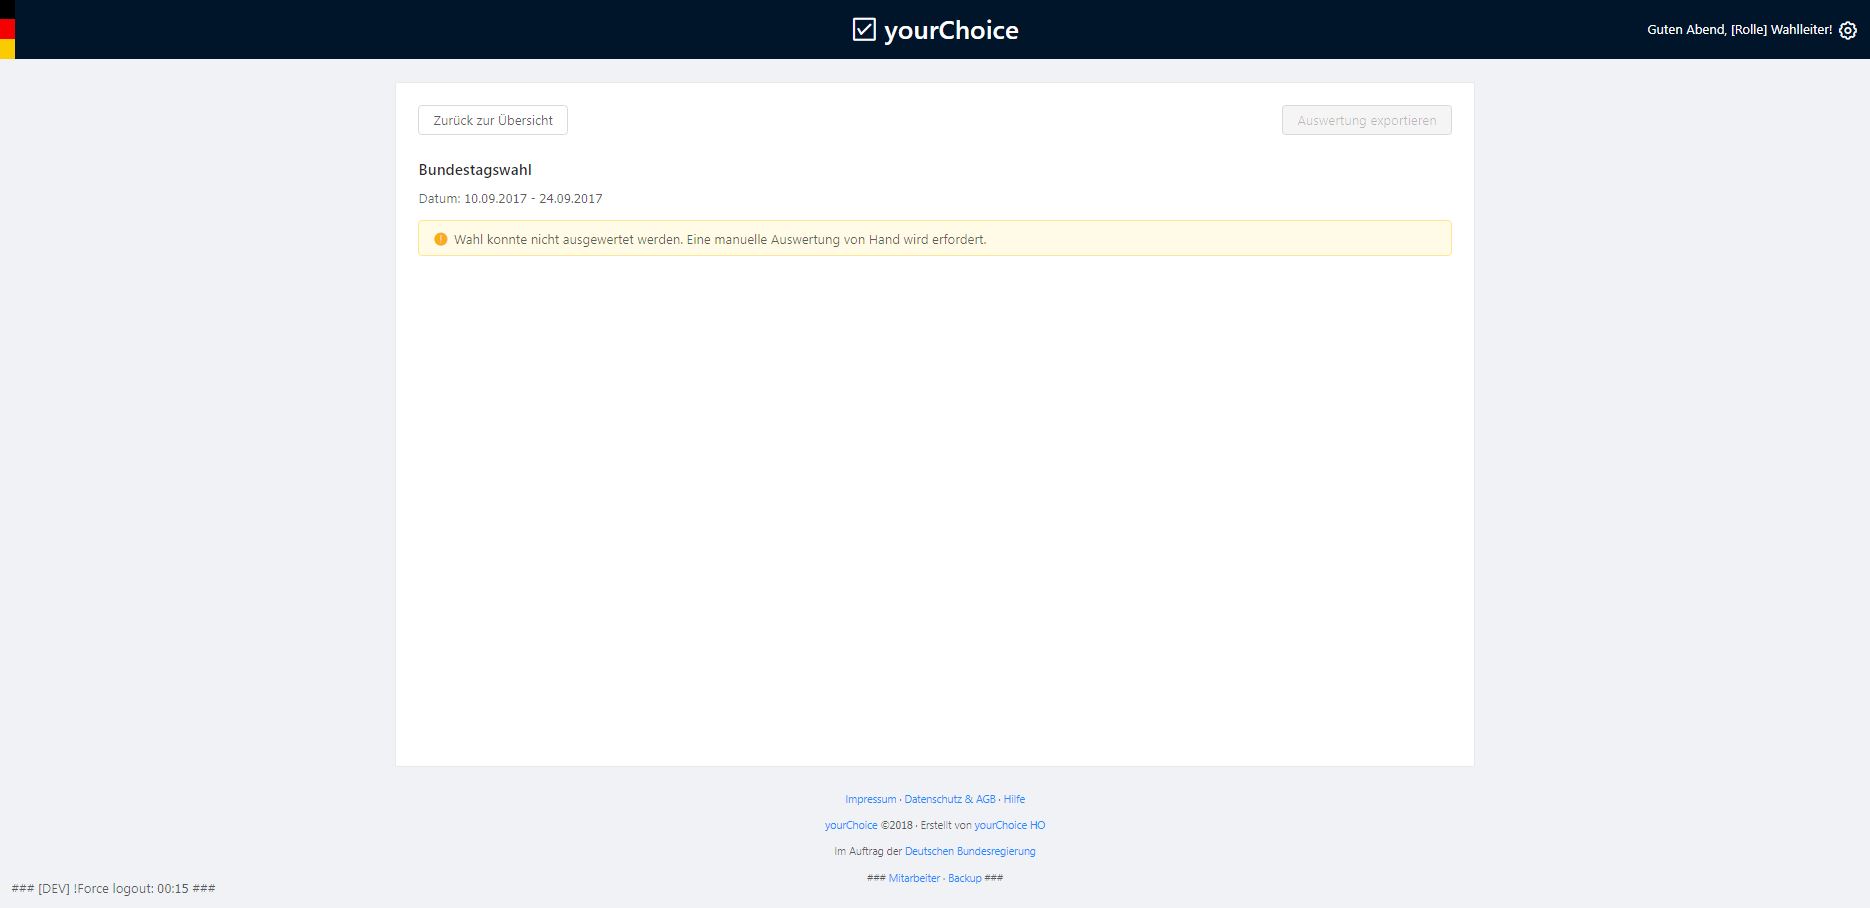 yourChoice
Guten Abend, [Rolle] Wahlleiter!
Zurück zur Übersicht
Auswertung exportieren
Bundestagswahl
Datum: 10.09.2017 - 24.09.2017
Wahl konnte nicht ausgewertet werden. Eine manuelle Auswertung von Hand wird erfordert.
Impressum · Datenschutz & AGB · Hilfe
yourChoice ©2018 · Erstellt von yourChoice HO
Im Auftrag der Deutschen Bundesregierung
### Mitarbeiter · Backup ###
### [DEV] !Force logout: 00:15 ###